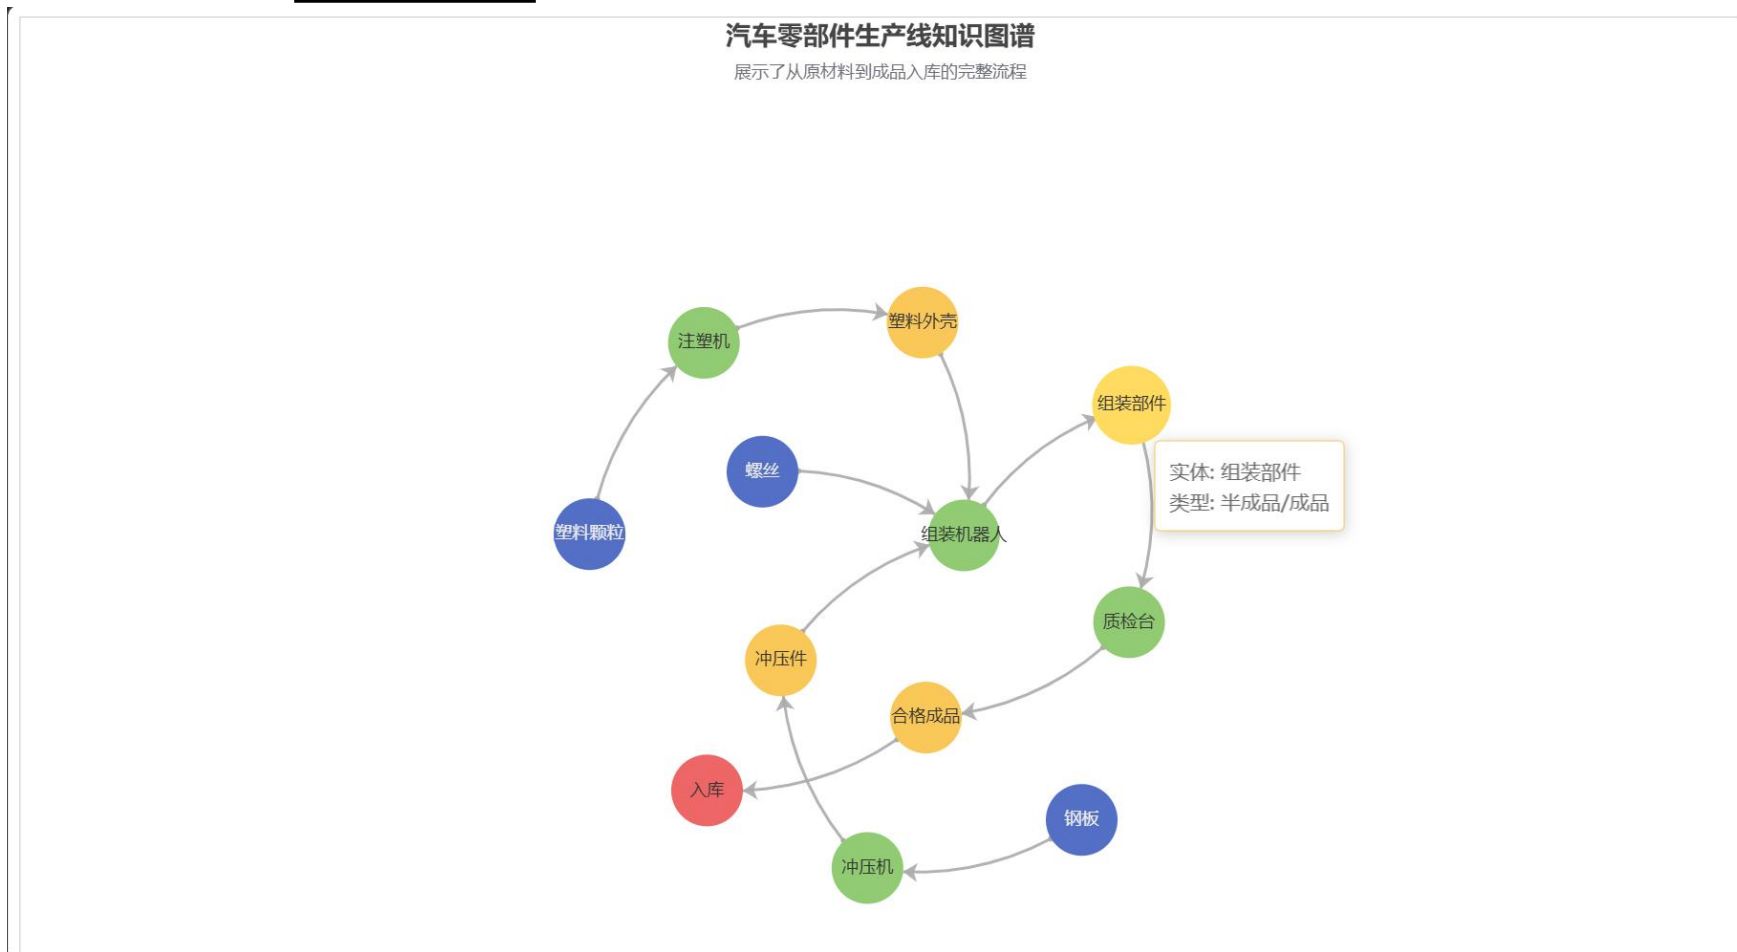 汽车零部件生产线知识图谱
展示了从原材料到成品入库的完整流程
塑料外壳
注塑机
组装部件
螺丝
实体: 组装部件
类型: 半成品/成品
塑料颗粒
组装机器人
质检台
冲压件
合格成品
入库
钢板
冲压机